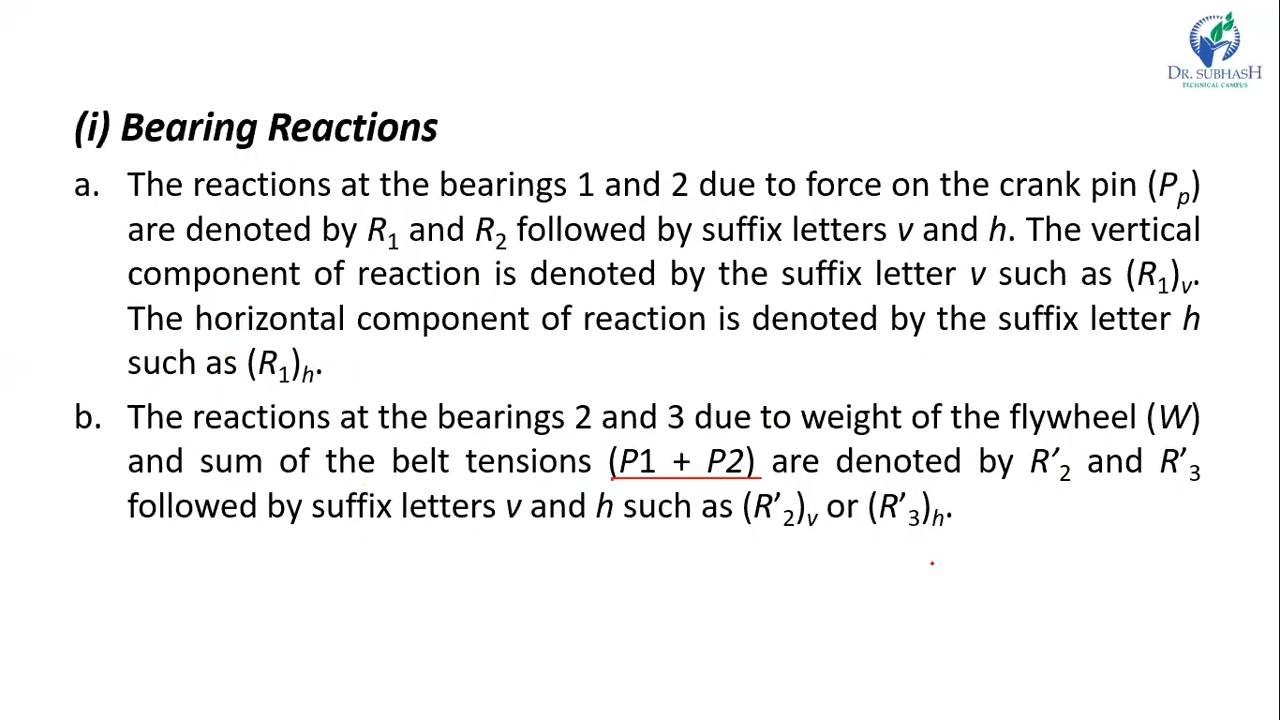 DR. SUBHASH
TECHNICAL CAMPUS
(i) Bearing Reactions
a. The reactions at the bearings 1 and 2 due to force on the crank pin (Pp)
are denoted by R1 and R2 followed by suffix letters v and h. The vertical
component of reaction is denoted by the suffix letter v such as (R1)v.
The horizontal component of reaction is denoted by the suffix letter h
such as (R1)h.
b. The reactions at the bearings 2 and 3 due to weight of the flywheel (W)
and sum of the belt tensions (P1 + P2) are denoted by R’2 and R’3
followed by suffix letters v and h such as (R’2)v or (R’3)h.